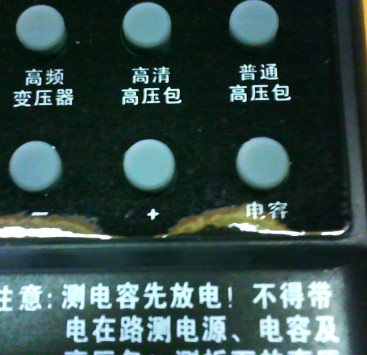 高频 高清 普通
变压器 高压包 高压包
－ + 电容
注意:测电容先放电！不得带
电在路测电源、电容及